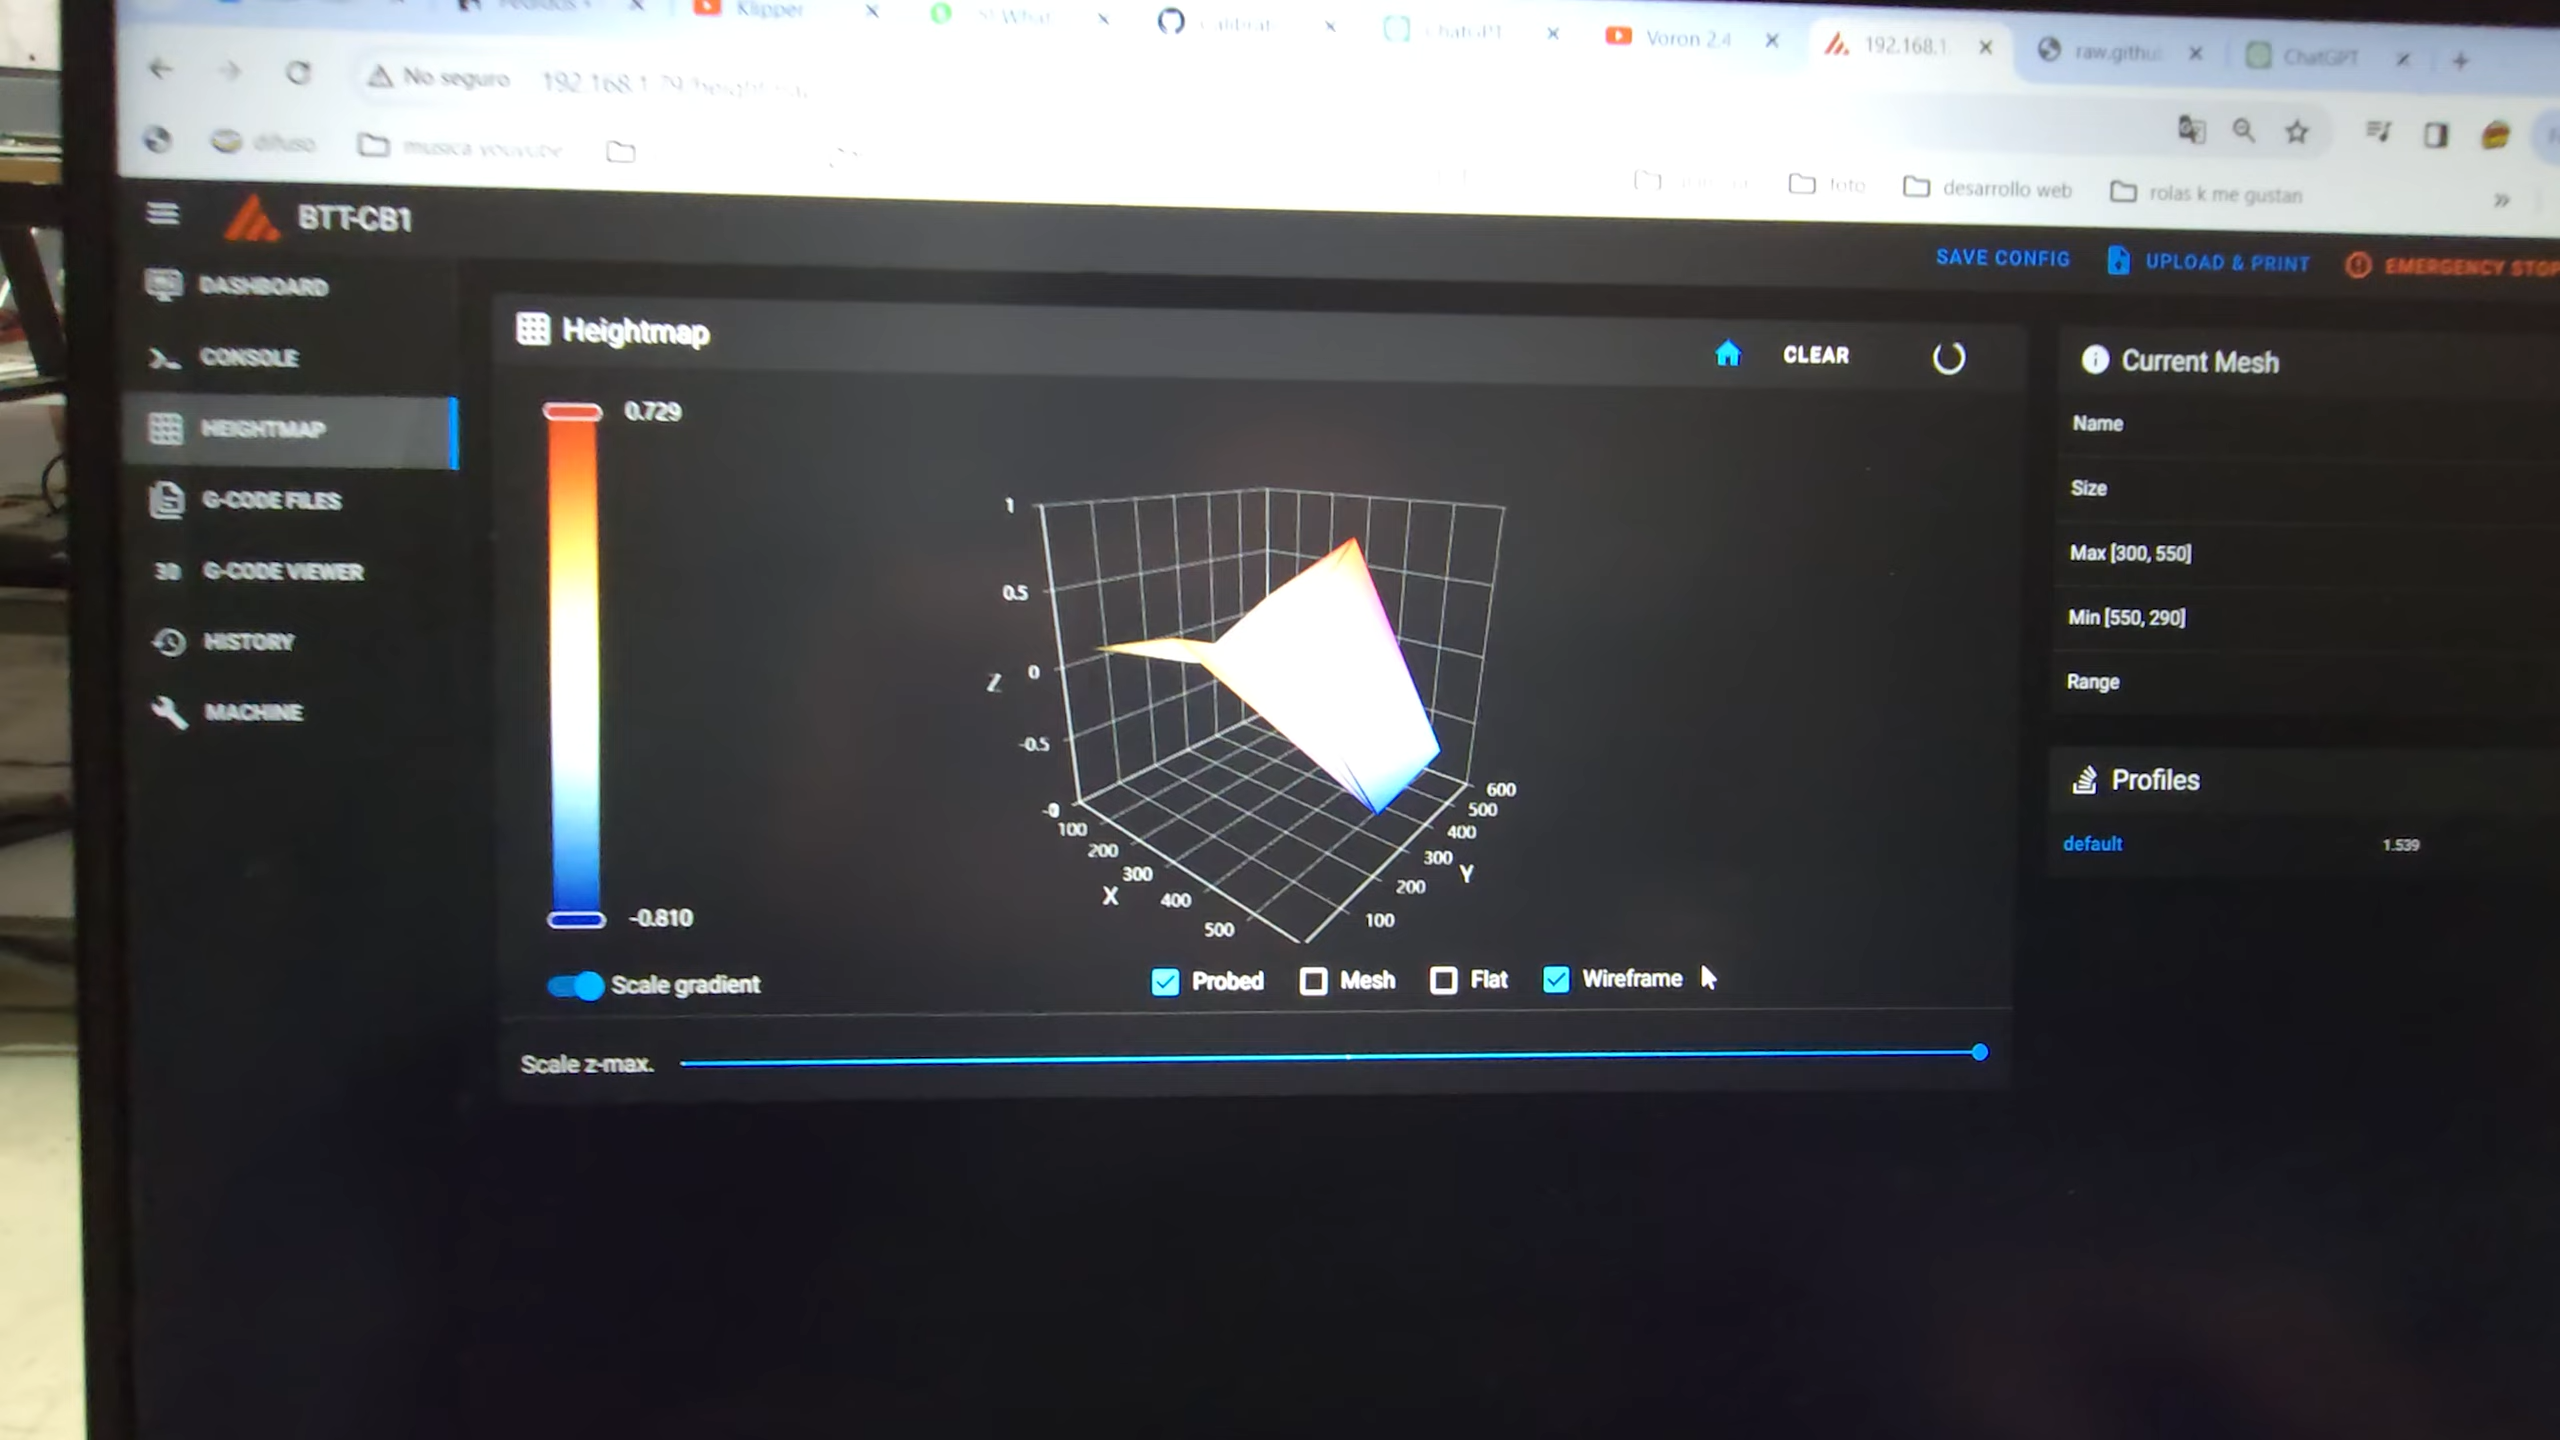 Klipper
Voron 2.4
192.168.1
raw.githu
ChatGPT
No seguro
difuso
foto
desarrollo web
rolas k me gustan
BTT-CB1
SAVE CONFIG
UPLOAD & PRINT
EMERGENCY STOP
DASHBOARD
CONSOLE
HEIGHTMAP
G-CODE FILES
3D G-CODE VIEWER
HISTORY
MACHINE
Heightmap
CLEAR
0.729
-0.810
1
0.5
0
-0.5
Z
-0
100
200
300
400
500
X
600
500
400
300
200
100
Y
Scale gradient
Probed
Mesh
Flat
Wireframe
Scale z-max.
Current Mesh
Name
Size
Max [300, 550]
Min [550, 290]
Range
Profiles
default 1.539